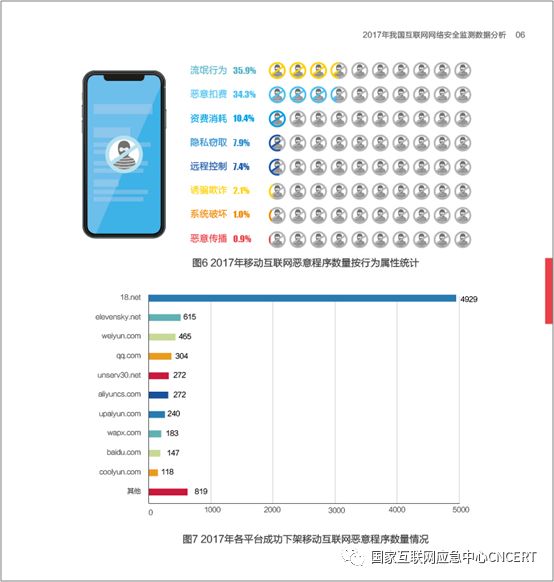 2017年我国互联网网络安全监测数据分析 06
流氓行为 35.9%
恶意扣费 34.3%
资费消耗 10.4%
隐私窃取 7.9%
远程控制 7.4%
诱骗欺诈 2.1%
系统破坏 1.0%
恶意传播 0.9%
图6 2017年移动互联网恶意程序数量按行为属性统计
18.net 4929
elevensky.net 615
weiyun.com 465
qq.com 304
unserv30.net 272
aliyuncs.com 272
upaiyun.com 240
wapx.com 183
baidu.com 147
coolyun.com 118
其他 819
0 1000 2000 3000 4000 5000
图7 2017年各平台成功下架移动互联网恶意程序数量情况
国家互联网应急中心CNCERT